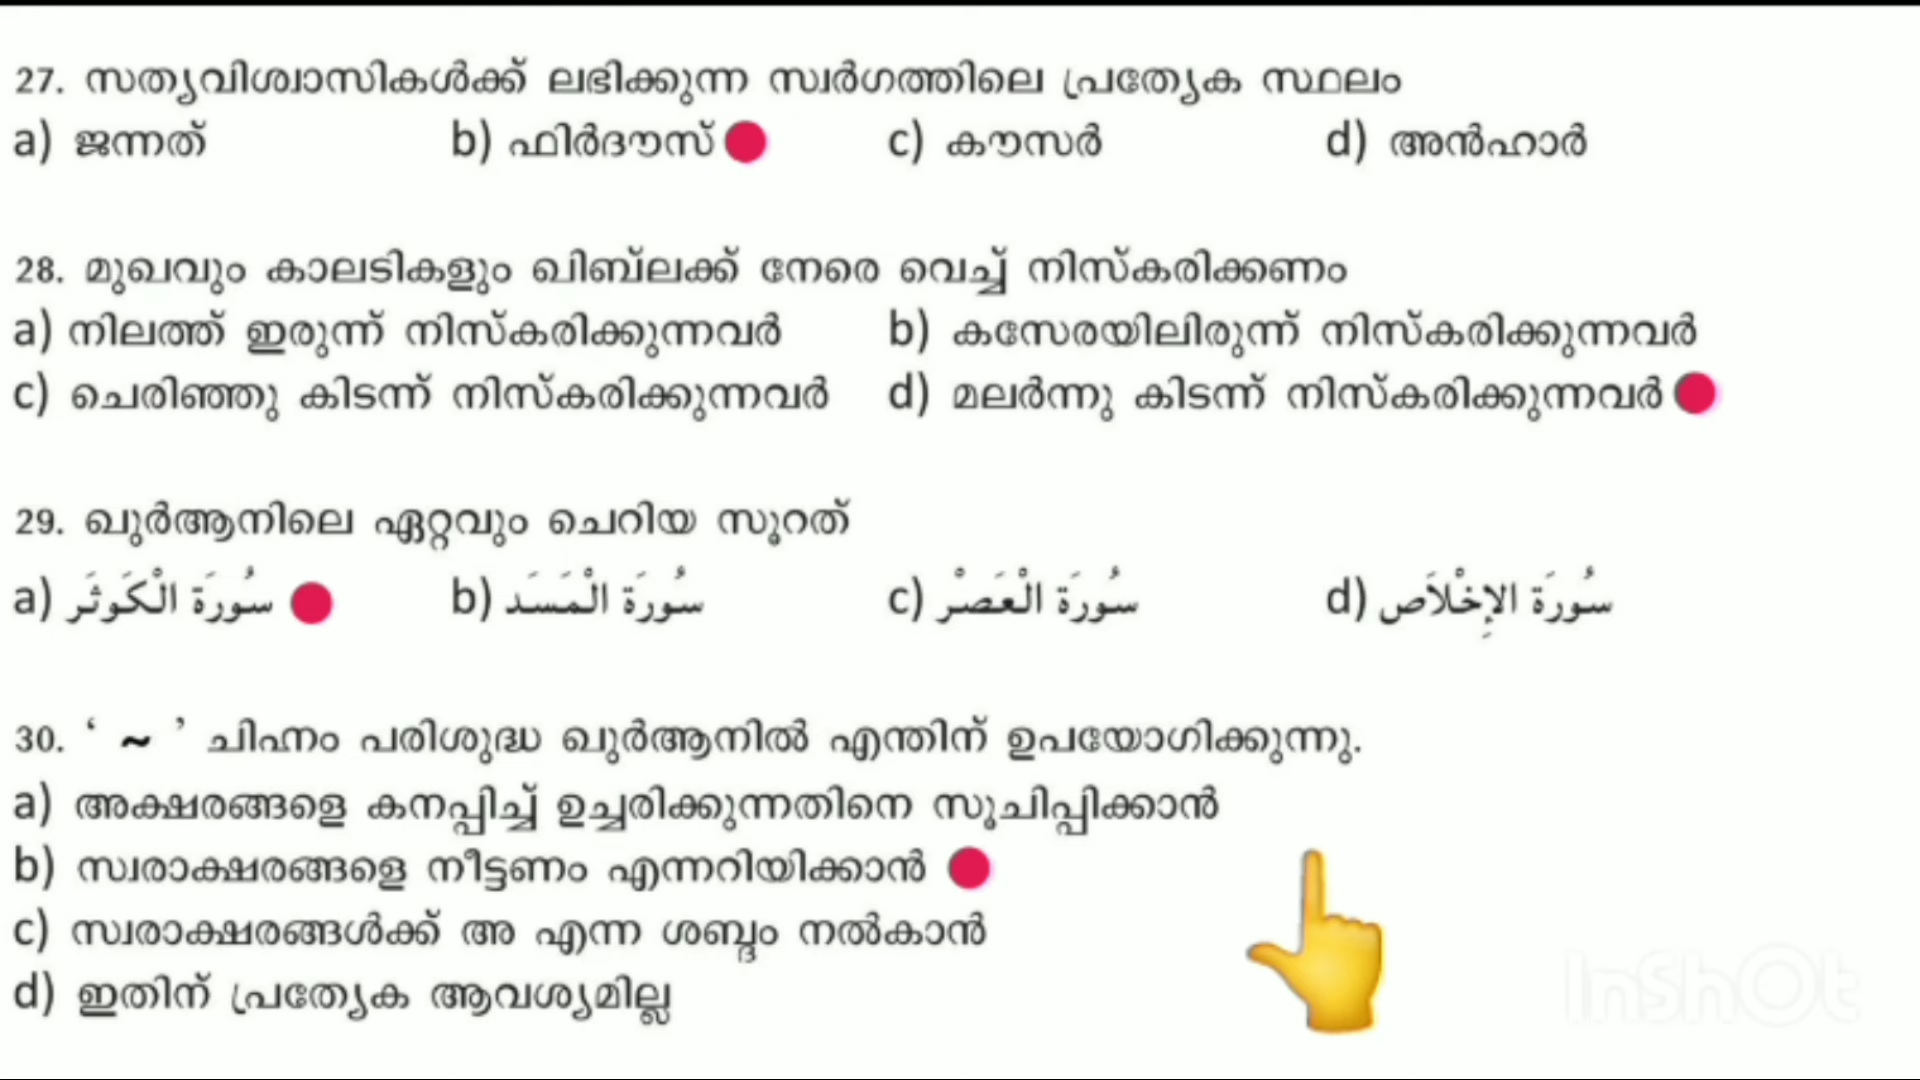 27. സത്യവിശ്വാസികൾക്ക് ലഭിക്കുന്ന സ്വർഗത്തിലെ പ്രത്യേക സ്ഥലം
a) ജന്നത് b) ഫിർദൗസ് c) കൗസർ d) അൻഹാർ
28. മുഖവും കാലടികളും ഖിബ്‌ലക്ക് നേരെ വെച്ച് നിസ്കരിക്കണം
a) നിലത്ത് ഇരുന്ന് നിസ്കരിക്കുന്നവർ b) കസേരയിലിരുന്ന് നിസ്കരിക്കുന്നവർ
c) ചെരിഞ്ഞു കിടന്ന് നിസ്കരിക്കുന്നവർ d) മലർന്നു കിടന്ന് നിസ്കരിക്കുന്നവർ
29. ഖുർആനിലെ ഏറ്റവും ചെറിയ സൂറത്
a) سُورَة الْكَوثَر b) سُورَة الْمَسَد c) سُورَة الْعَصْر d) سُورَة الإِخْلَاص
30. ‘ ~ ’ ചിഹ്നം പരിശുദ്ധ ഖുർആനിൽ എന്തിന് ഉപയോഗിക്കുന്നു.
a) അക്ഷരങ്ങളെ കനപ്പിച്ച് ഉച്ചരിക്കുന്നതിനെ സൂചിപ്പിക്കാൻ
b) സ്വരാക്ഷരങ്ങളെ നീട്ടണം എന്നറിയിക്കാൻ
c) സ്വരാക്ഷരങ്ങൾക്ക് അ എന്ന ശബ്ദം നൽകാൻ
d) ഇതിന് പ്രത്യേക ആവശ്യമില്ല
InShOt